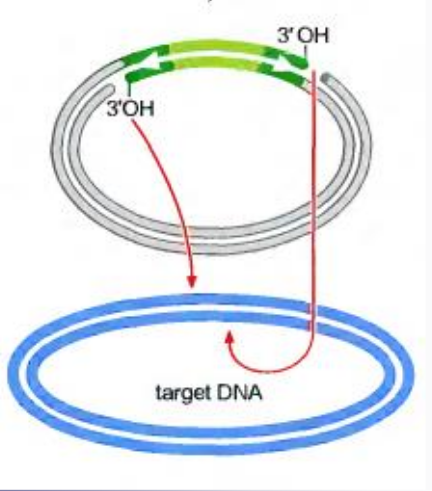 3' OH
3'OH
target DNA